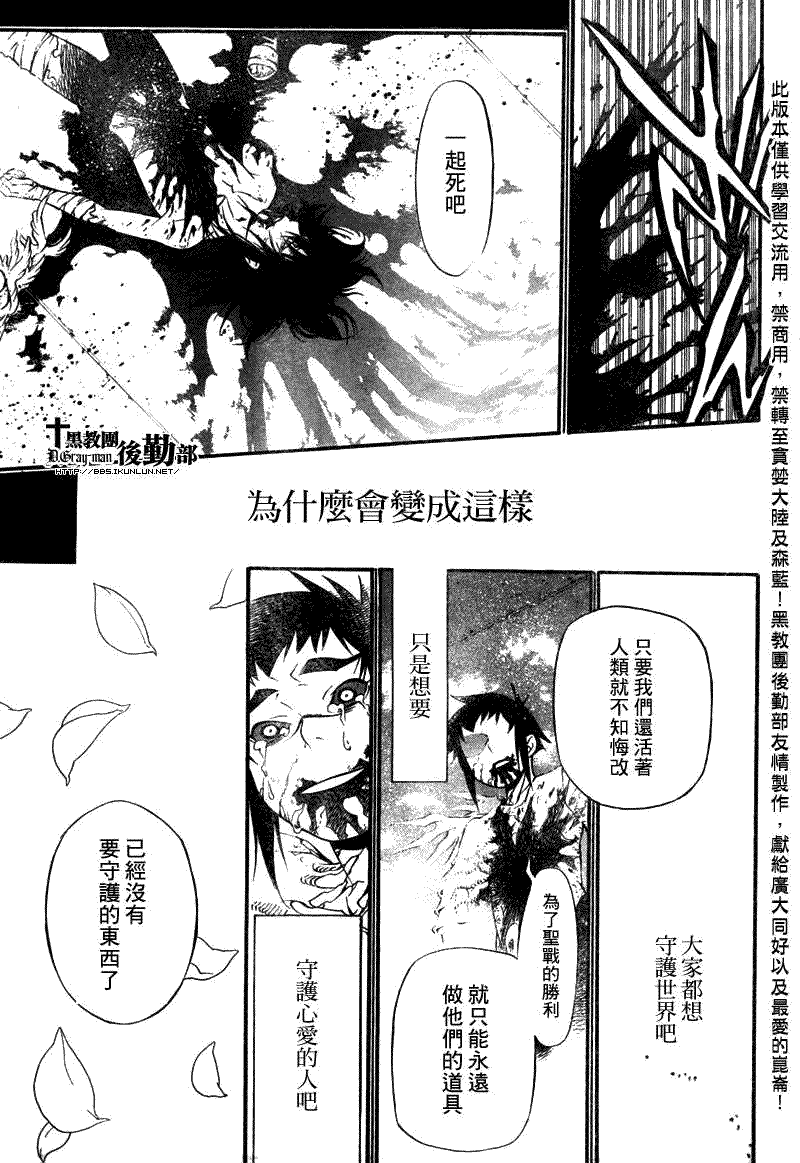 一起死吧
✝黑教團
D.Gray-man 後勤部
HTTP://BBS.IKUNLUN.NET/
為什麼會變成這樣
只要我們還活著
人類就不知悔改
大家都想
守護世界吧
只是想要
為了聖戰的勝利
就只能永遠
做他們的道具
守護心愛的人吧
已經沒有
要守護的東西了
此版本僅供學習交流用，禁商用，禁轉至貪婪大陸及森藍！黑教團後勤部友情製作，獻給廣大同好以及最愛的崑崙！